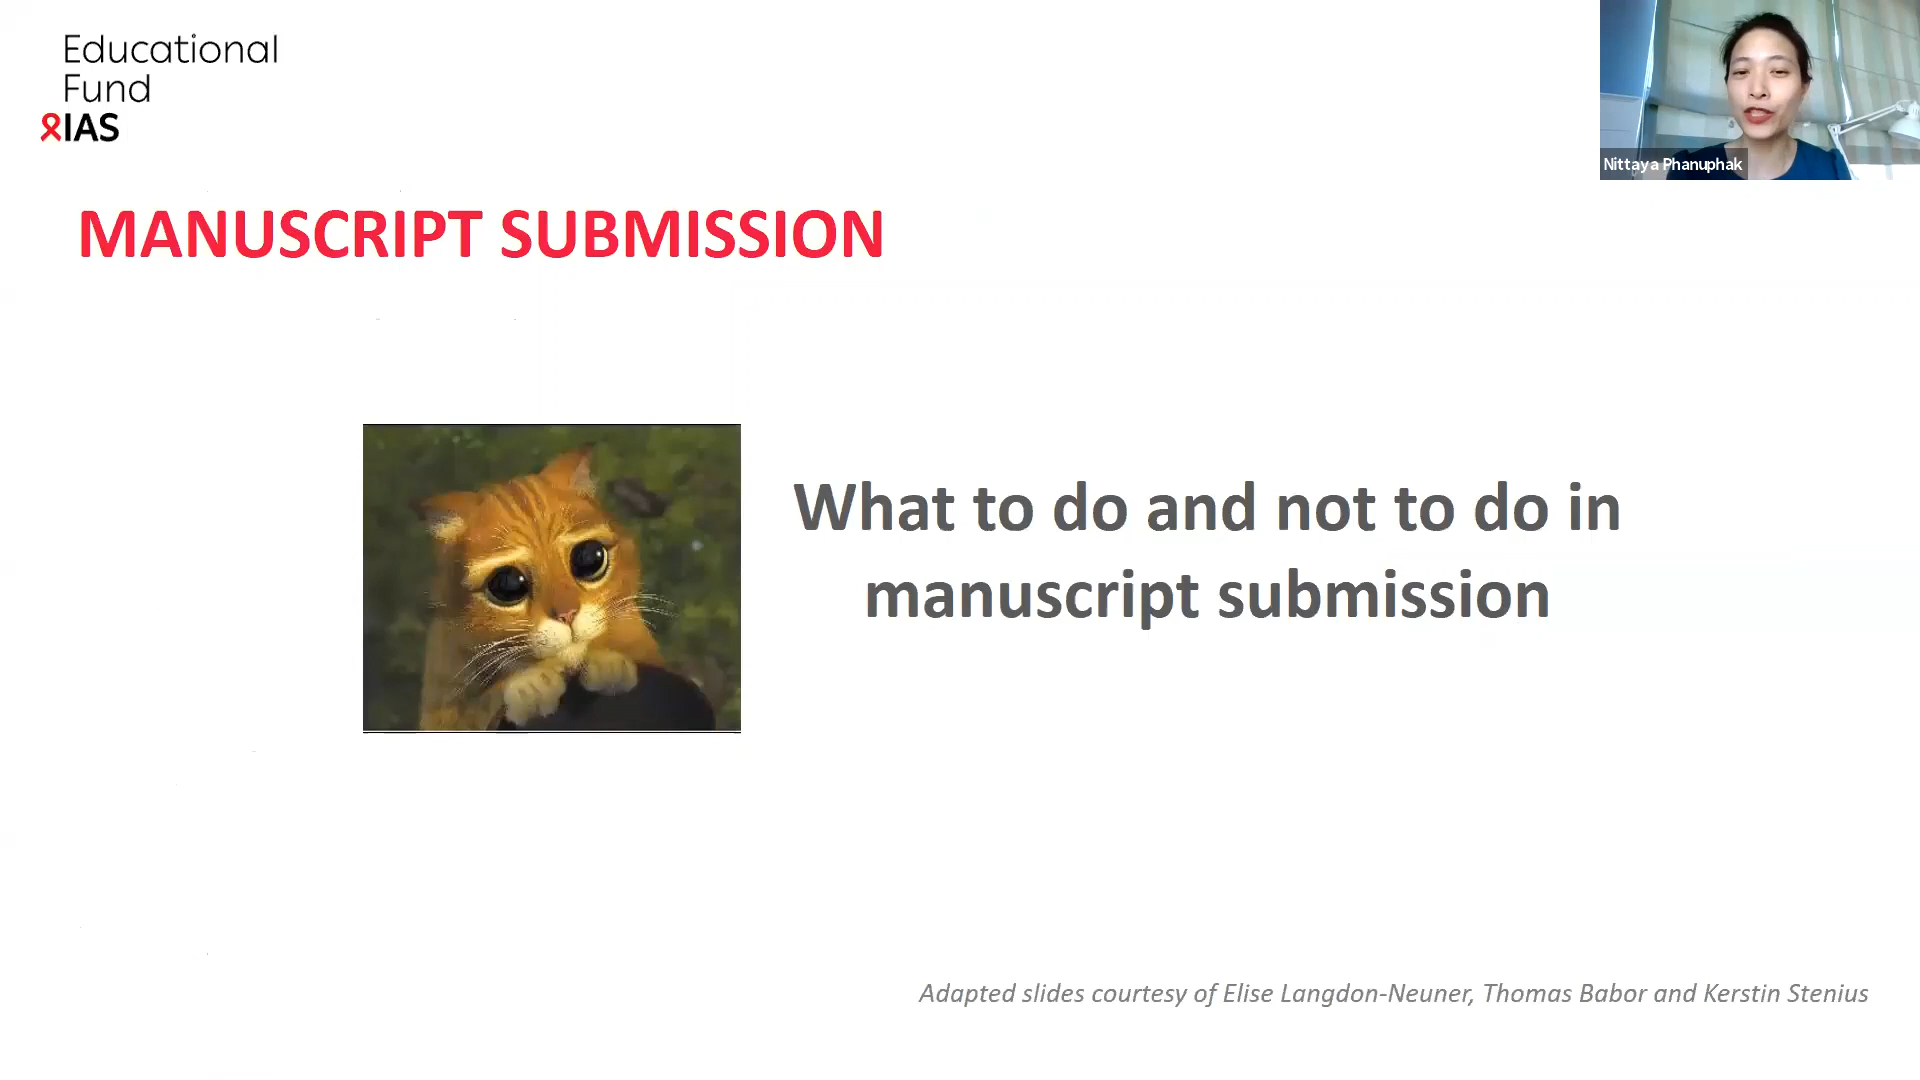 Educational
Fund
IAS
Nittaya Phanuphak
MANUSCRIPT SUBMISSION
What to do and not to do in
manuscript submission
Adapted slides courtesy of Elise Langdon-Neuner, Thomas Babor and Kerstin Stenius